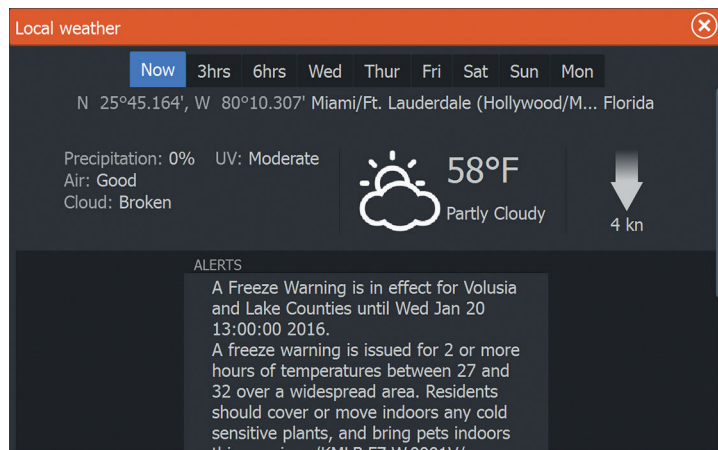 Local weather
Now 3hrs 6hrs Wed Thur Fri Sat Sun Mon
N 25°45.164', W 80°10.307' Miami/Ft. Lauderdale (Hollywood/M... Florida
Precipitation: 0% UV: Moderate
Air: Good
Cloud: Broken
58°F
Partly Cloudy
4 kn
ALERTS
A Freeze Warning is in effect for Volusia
and Lake Counties until Wed Jan 20
13:00:00 2016.
A freeze warning is issued for 2 or more
hours of temperatures between 27 and
32 over a widespread area. Residents
should cover or move indoors any cold
sensitive plants, and bring pets indoors